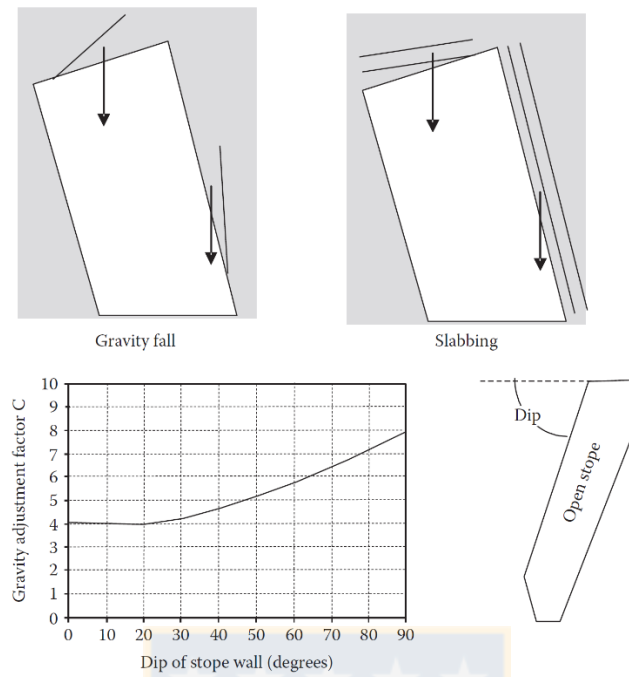 Gravity fall
Slabbing
Gravity adjustment factor C
10
9
8
7
6
5
4
3
2
1
0
0 10 20 30 40 50 60 70 80 90
Dip of stope wall (degrees)
Dip
Open stope